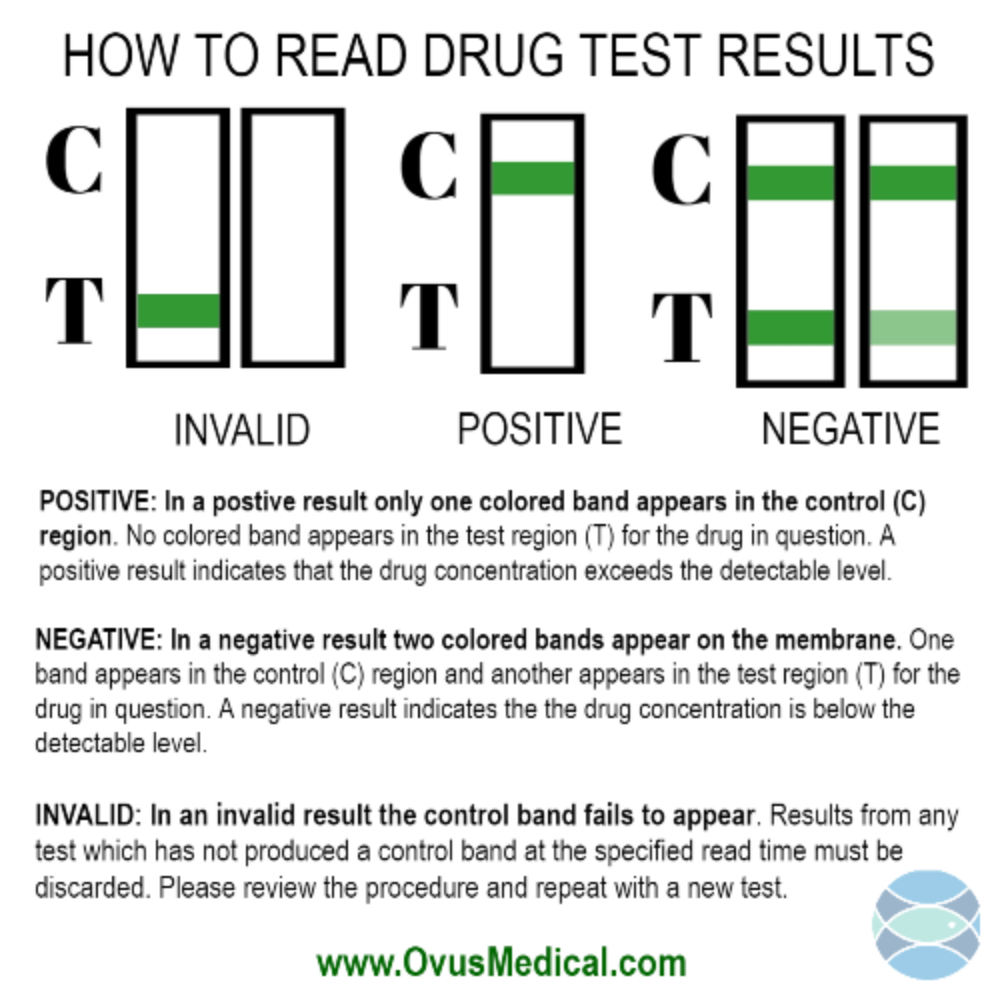 HOW TO READ DRUG TEST RESULTS
C
T
C
T
C
T
INVALID
POSITIVE
NEGATIVE
POSITIVE: In a postive result only one colored band appears in the control (C)
region. No colored band appears in the test region (T) for the drug in question. A
positive result indicates that the drug concentration exceeds the detectable level.
NEGATIVE: In a negative result two colored bands appear on the membrane. One
band appears in the control (C) region and another appears in the test region (T) for the
drug in question. A negative result indicates the the drug concentration is below the
detectable level.
INVALID: In an invalid result the control band fails to appear. Results from any
test which has not produced a control band at the specified read time must be
discarded. Please review the procedure and repeat with a new test.
www.OvusMedical.com